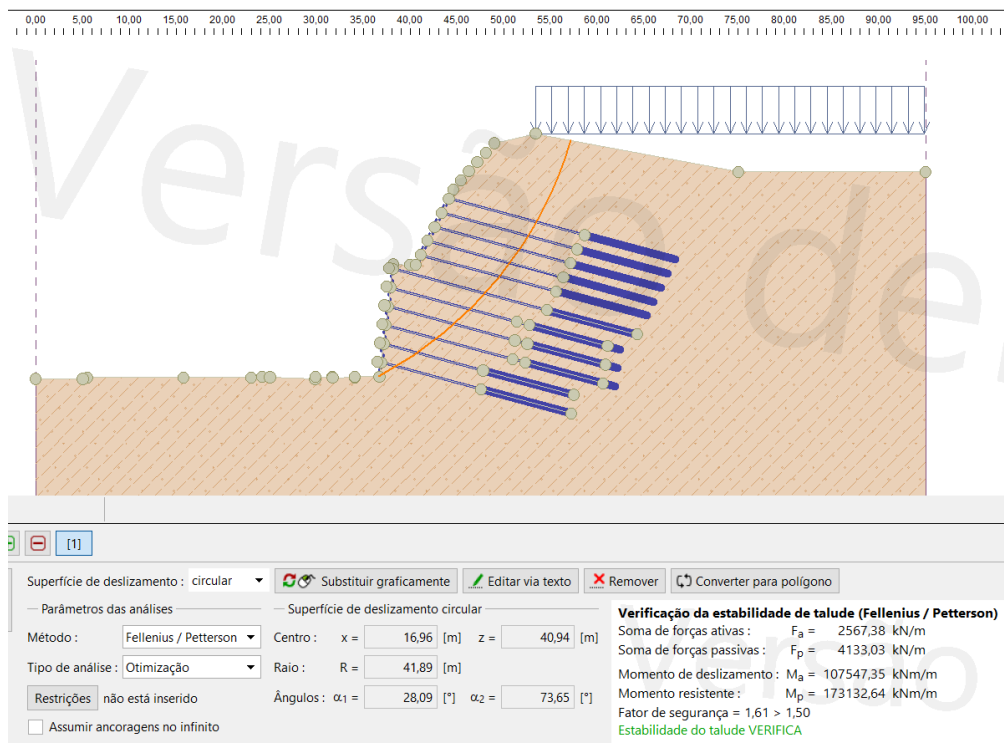 0,00 5,00 10,00 15,00 20,00 25,00 30,00 35,00 40,00 45,00 50,00 55,00 60,00 65,00 70,00 75,00 80,00 85,00 90,00 95,00 100,00
Versão de
[1]
Superfície de deslizamento : circular Substituir graficamente Editar via texto Remover Converter para polígono
Parâmetros das análises
Método : Fellenius / Petterson
Tipo de análise : Otimização
Restrições não está inserido
Assumir ancoragens no infinito
Superfície de deslizamento circular
Centro : x = 16,96 [m] z = 40,94 [m]
Raio : R = 41,89 [m]
Ângulos : α1 = 28,09 [°] α2 = 73,65 [°]
Versão
Verificação da estabilidade de talude (Fellenius / Petterson)
Soma de forças ativas : Fa = 2567,38 kN/m
Soma de forças passivas : Fp = 4133,03 kN/m
Momento de deslizamento : Ma = 107547,35 kNm/m
Momento resistente : Mp = 173132,64 kNm/m
Fator de segurança = 1,61 > 1,50
Estabilidade do talude VERIFICA